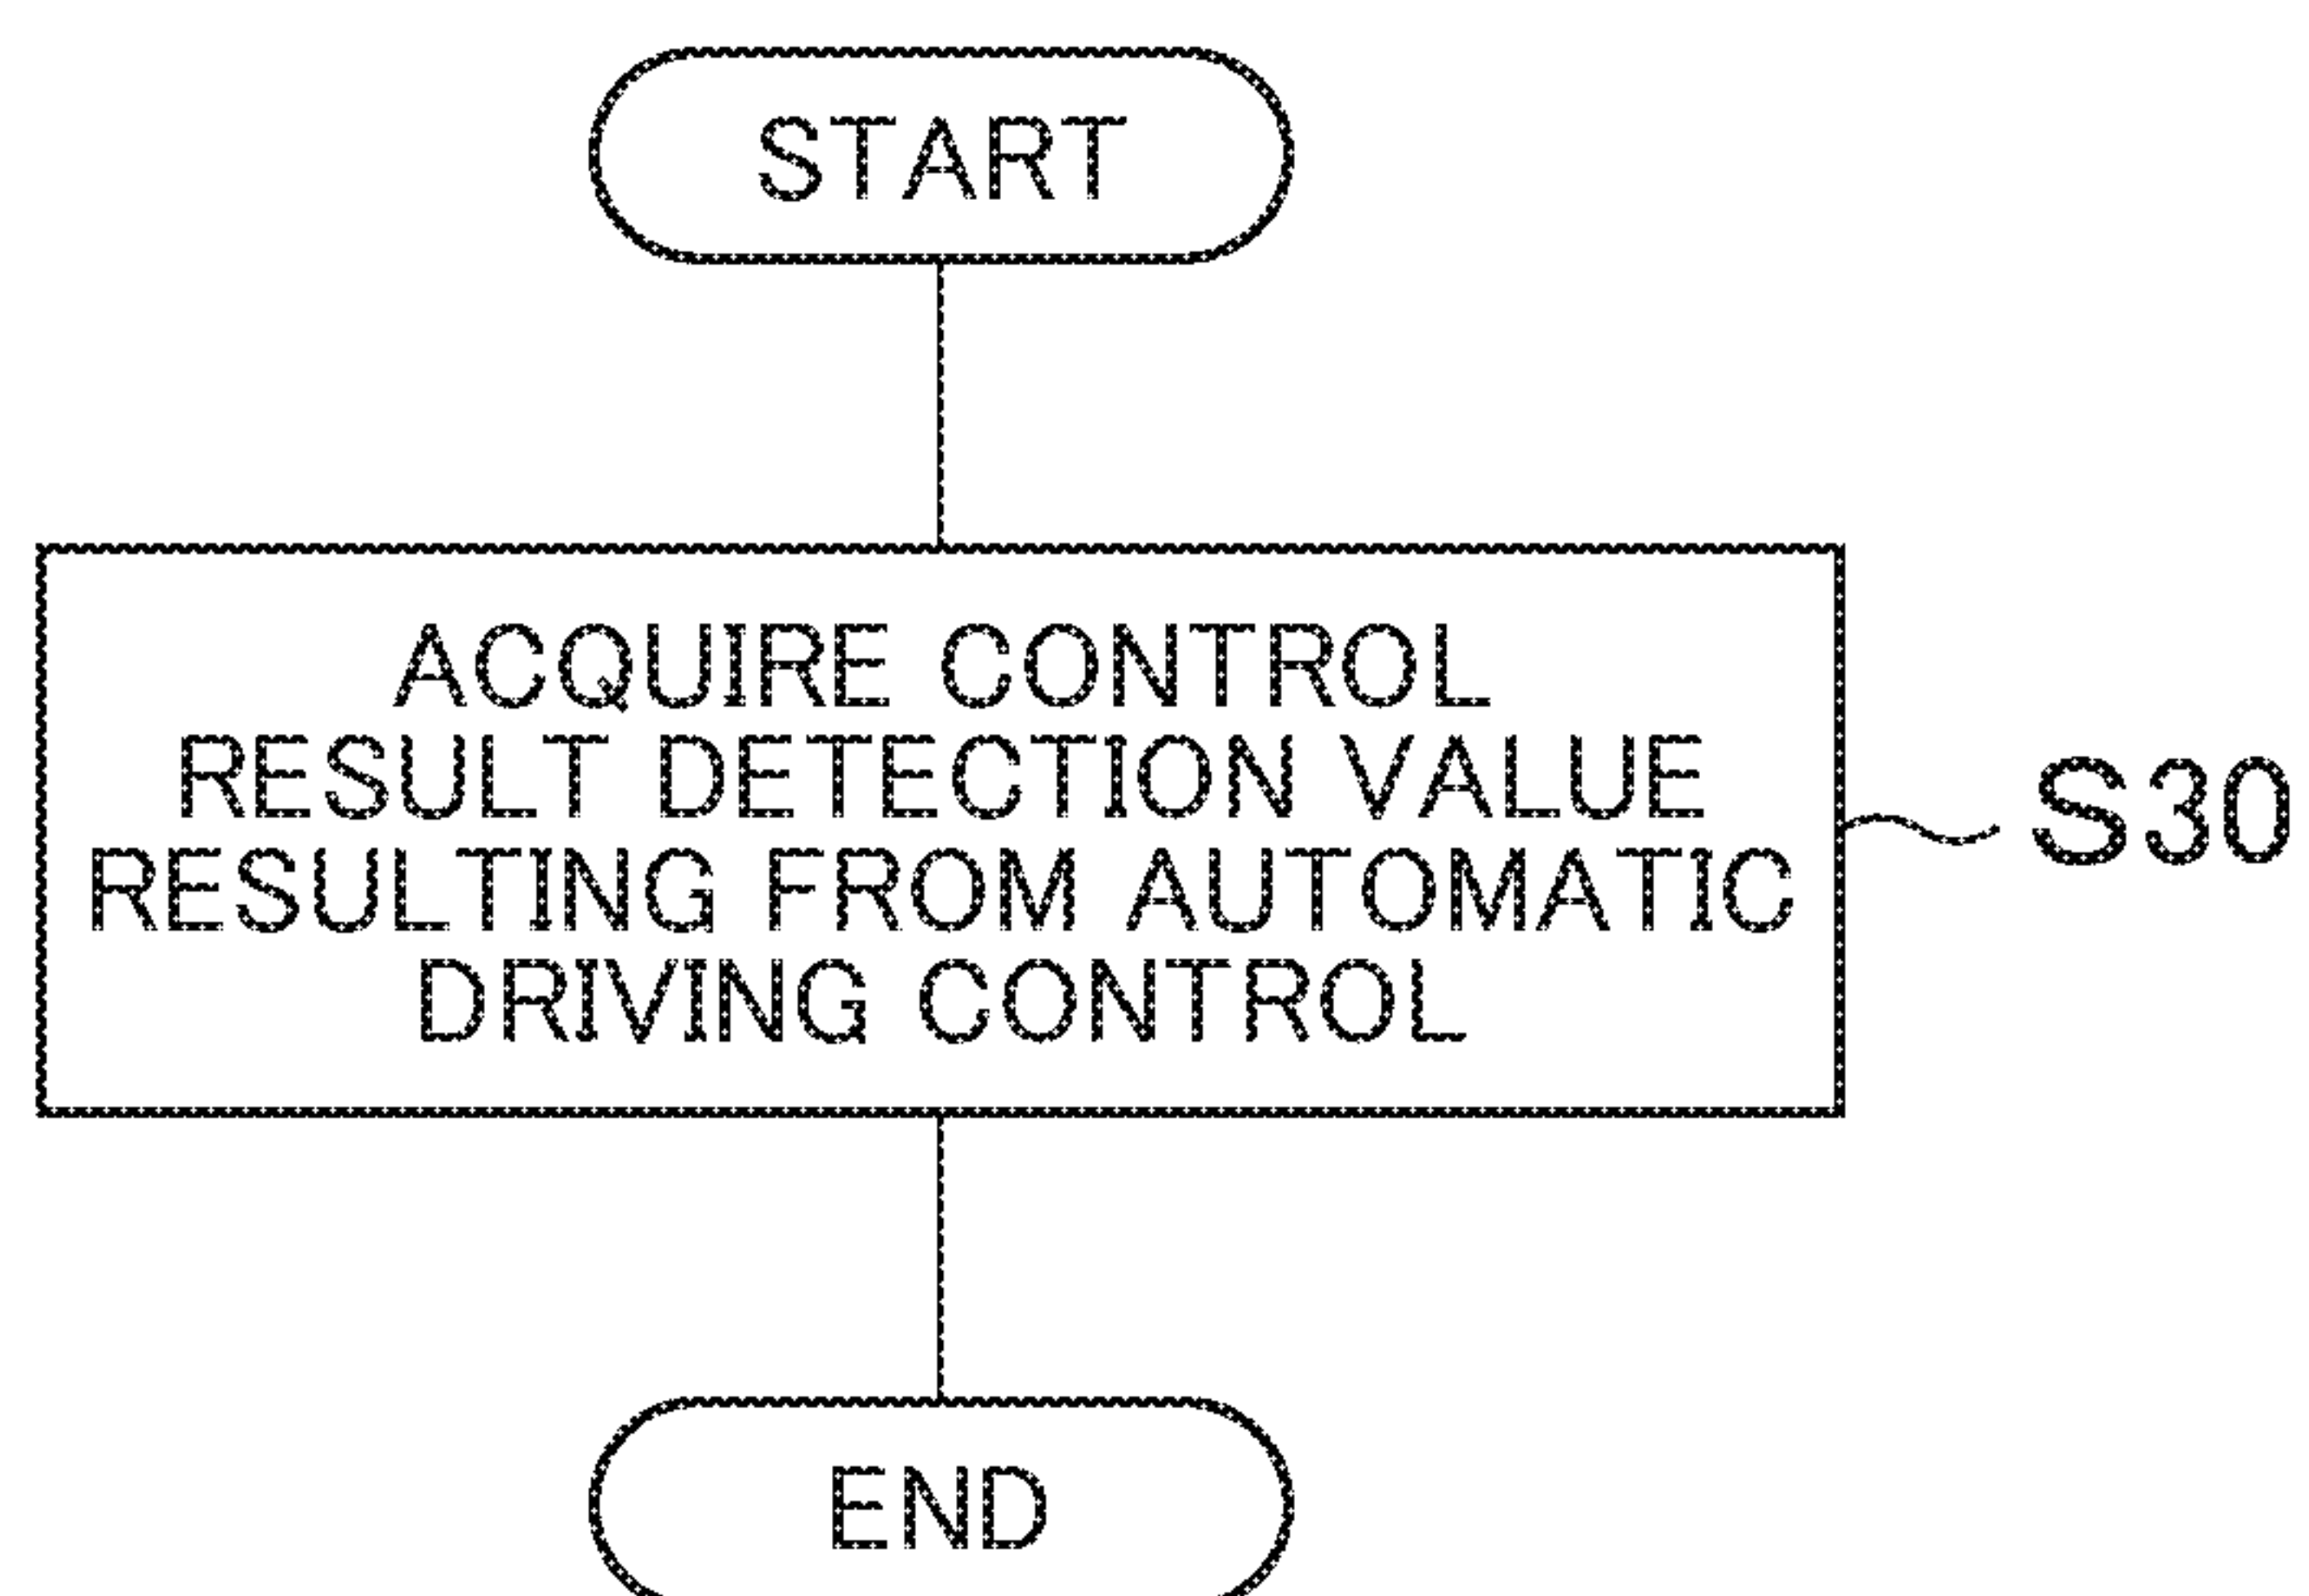 START
ACQUIRE CONTROL
RESULT DETECTION VALUE
RESULTING FROM AUTOMATIC
DRIVING CONTROL
S30
END